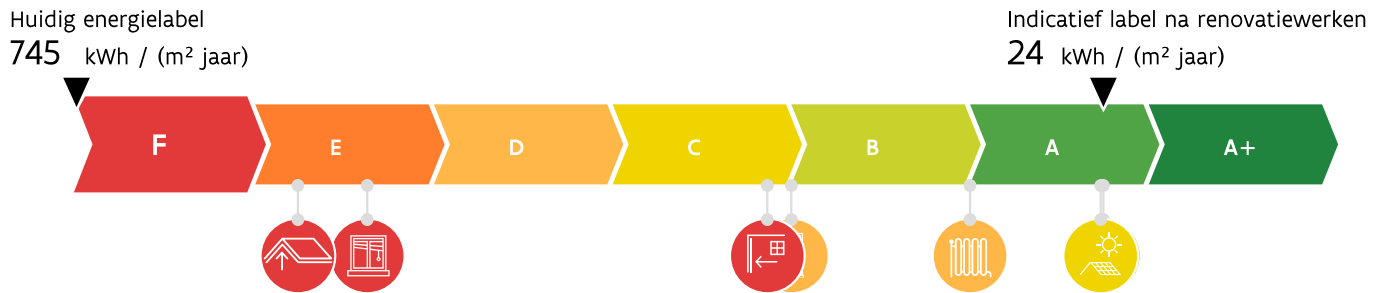 Huidig energielabel
745 kWh / (m² jaar)
Indicatief label na renovatiewerken
24 kWh / (m² jaar)
F E D C B A A+